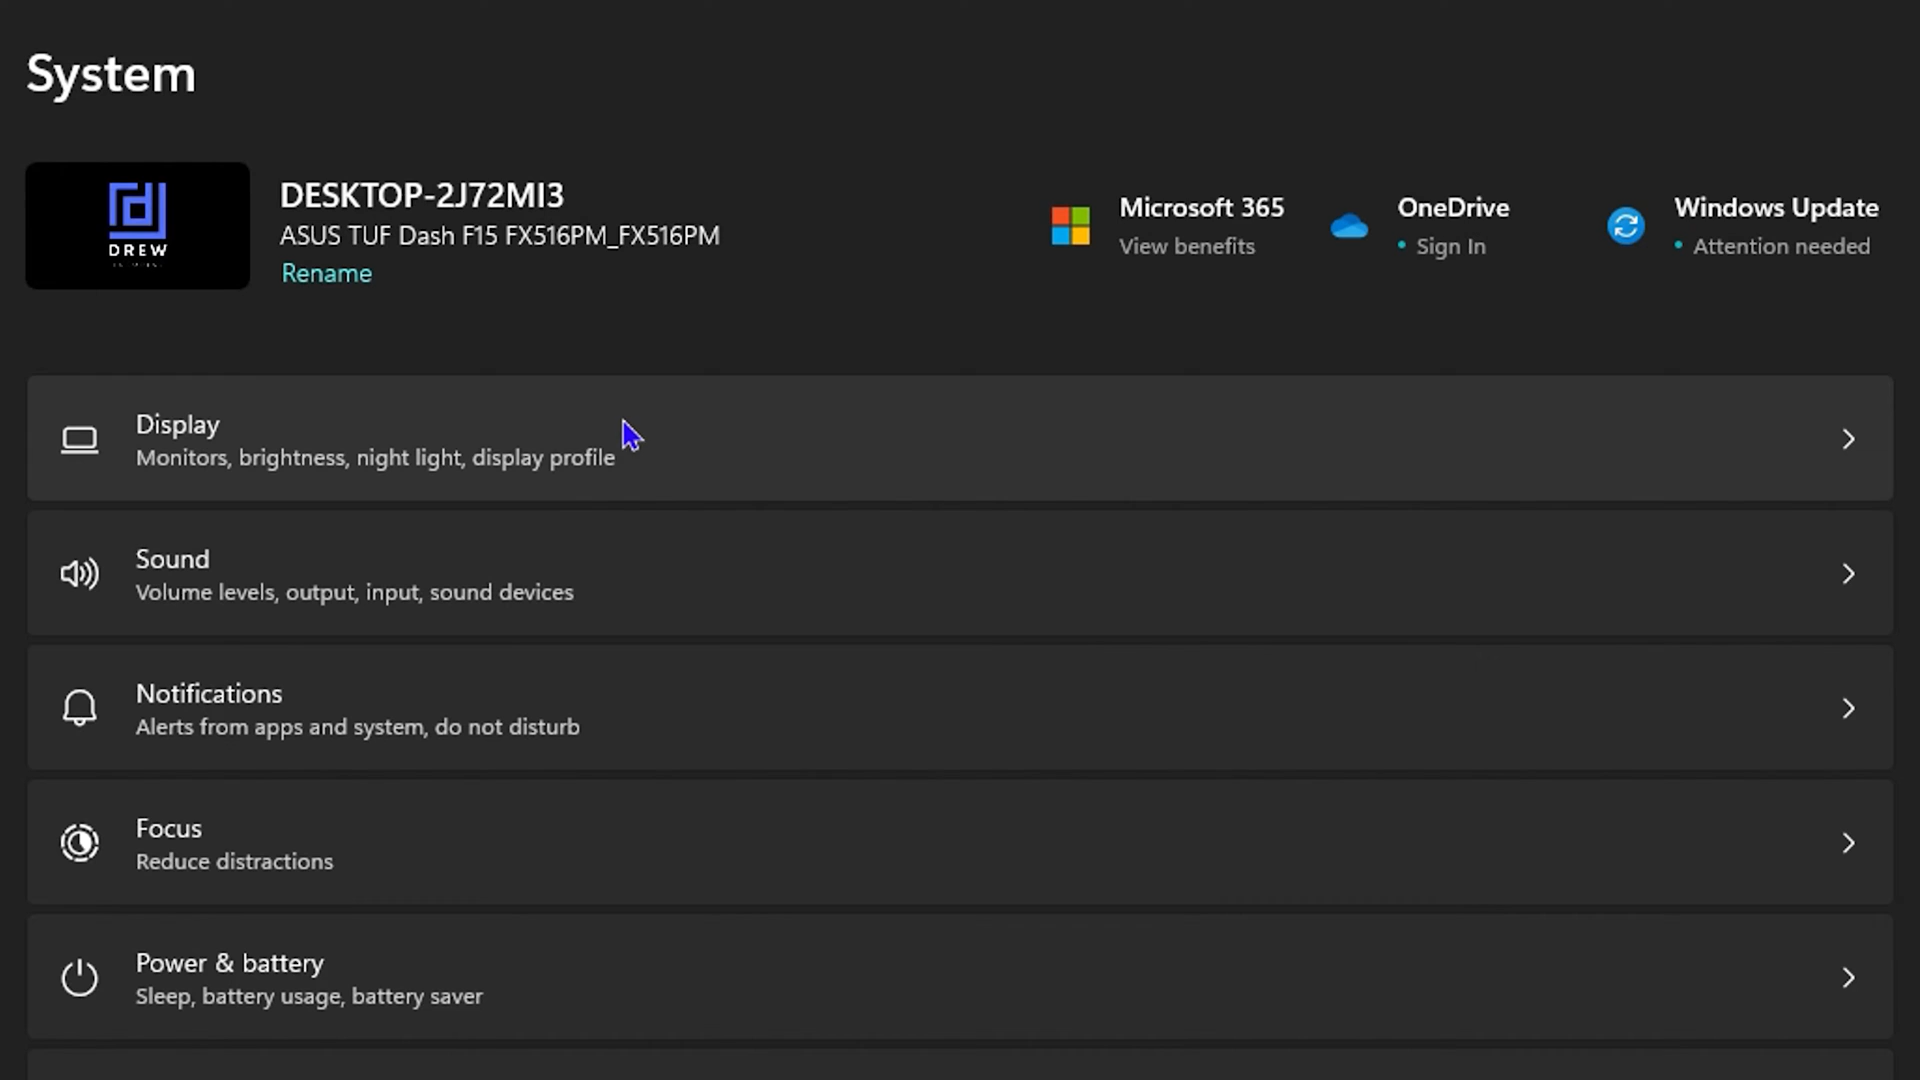 System
DREW
DESKTOP-2J72MI3
ASUS TUF Dash F15 FX516PM_FX516PM
Rename
Microsoft 365
View benefits
OneDrive
• Sign In
Windows Update
• Attention needed
Display
Monitors, brightness, night light, display profile
Sound
Volume levels, output, input, sound devices
Notifications
Alerts from apps and system, do not disturb
Focus
Reduce distractions
Power & battery
Sleep, battery usage, battery saver